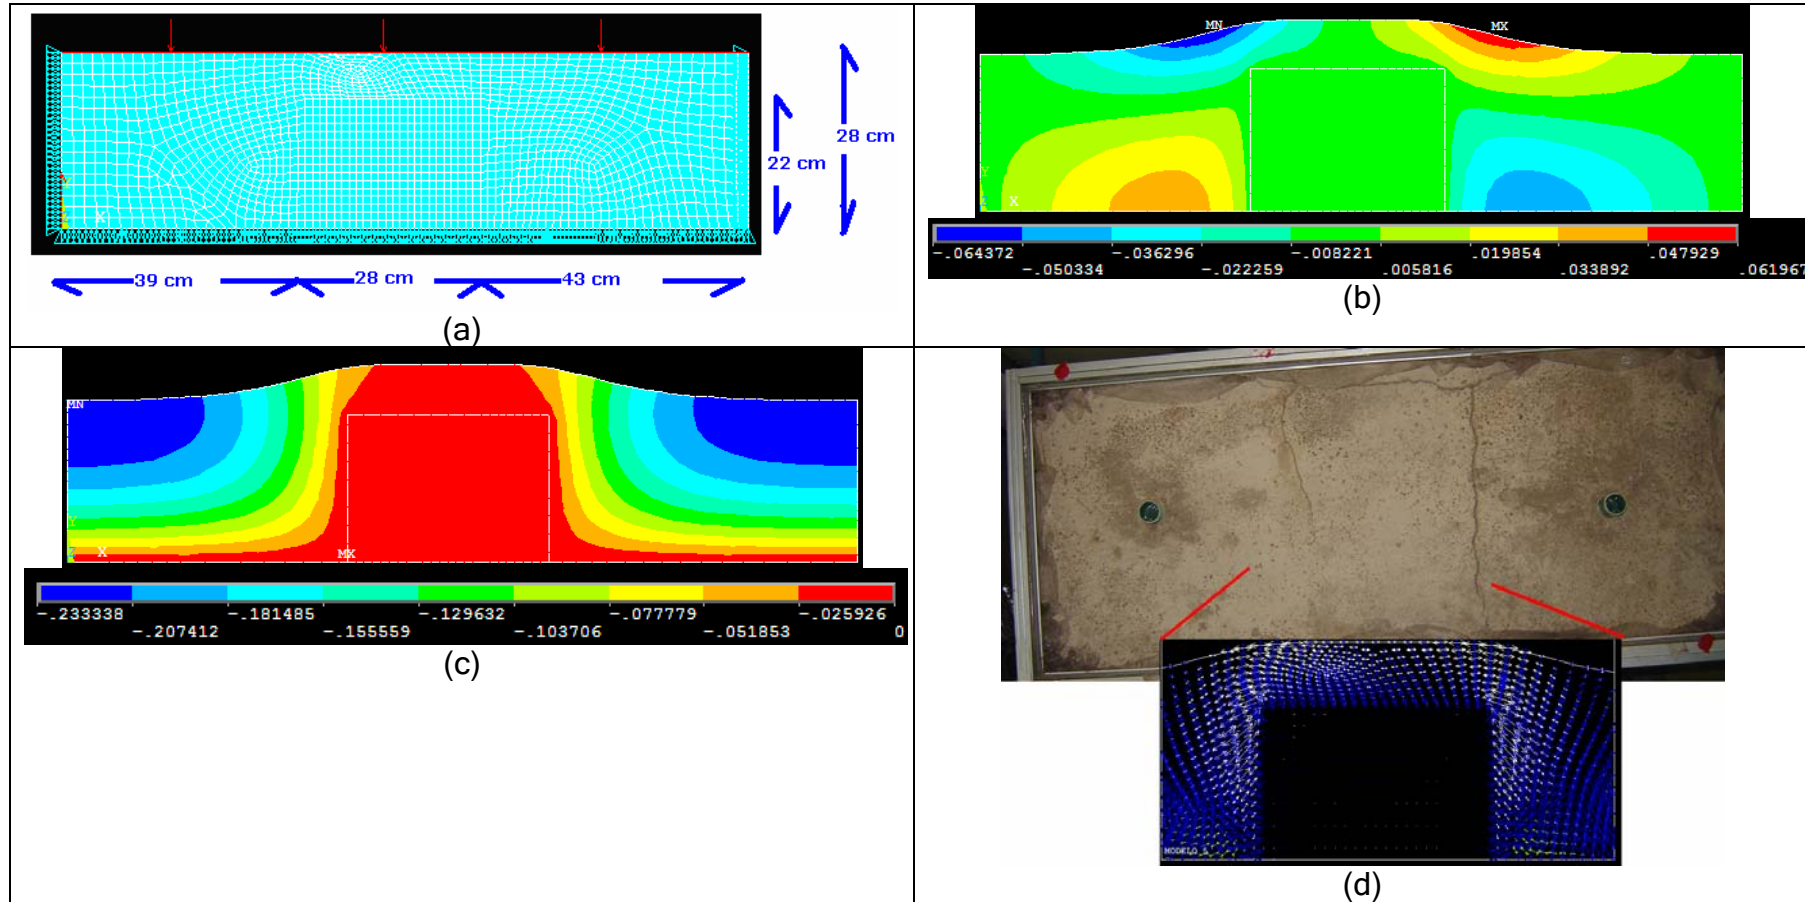 28 cm
22 cm
39 cm
28 cm
43 cm
Y
X
(a)
MN
MX
Y
X
-.064372 -.036296 -.008221 .019854 .047929
-.050334 -.022259 .005816 .033892 .061967
(b)
MN
Y
X
MX
-.233338 -.181485 -.129632 -.077779 -.025926
-.207412 -.155559 -.103706 -.051853 0
(c)
MODELO
(d)